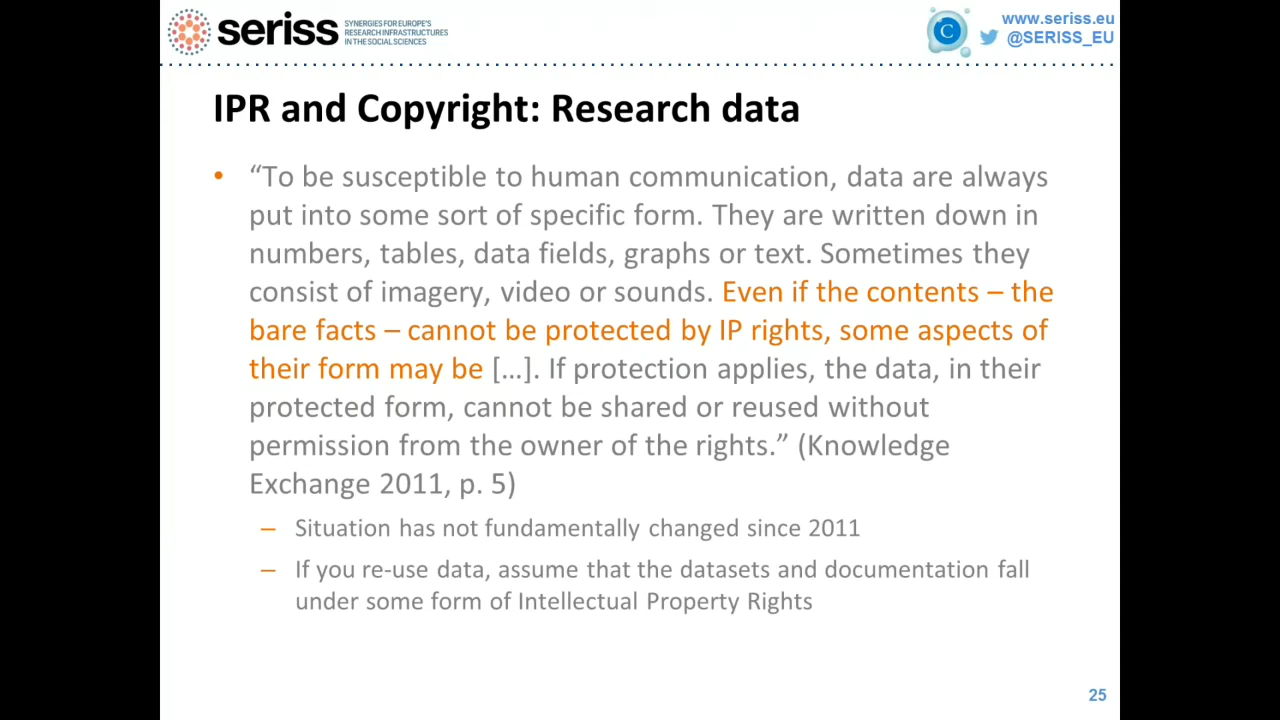 seriss
SYNERGIES FOR EUROPE'S
RESEARCH INFRASTRUCTURES
IN THE SOCIAL SCIENCES
C
www.seriss.eu
@SERISS_EU
IPR and Copyright: Research data
• “To be susceptible to human communication, data are always
put into some sort of specific form. They are written down in
numbers, tables, data fields, graphs or text. Sometimes they
consist of imagery, video or sounds. Even if the contents – the
bare facts – cannot be protected by IP rights, some aspects of
their form may be [...]. If protection applies, the data, in their
protected form, cannot be shared or reused without
permission from the owner of the rights.” (Knowledge
Exchange 2011, p. 5)
– Situation has not fundamentally changed since 2011
– If you re-use data, assume that the datasets and documentation fall
under some form of Intellectual Property Rights
25